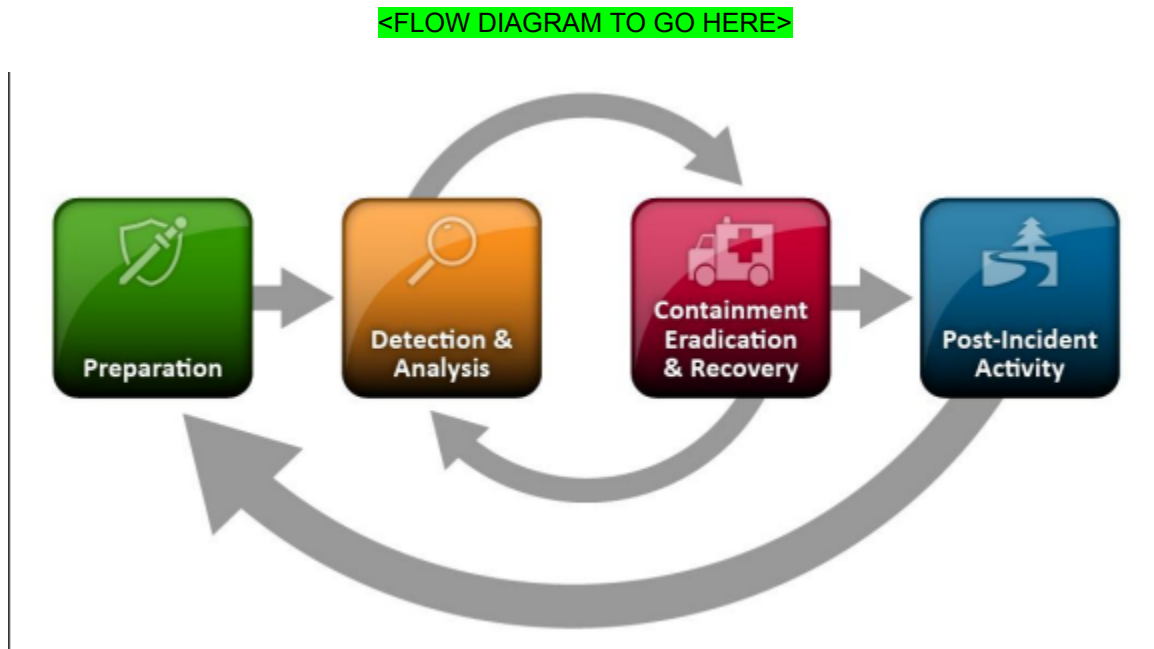 <FLOW DIAGRAM TO GO HERE>
Preparation
Detection &
Analysis
Containment
Eradication
& Recovery
Post-Incident
Activity